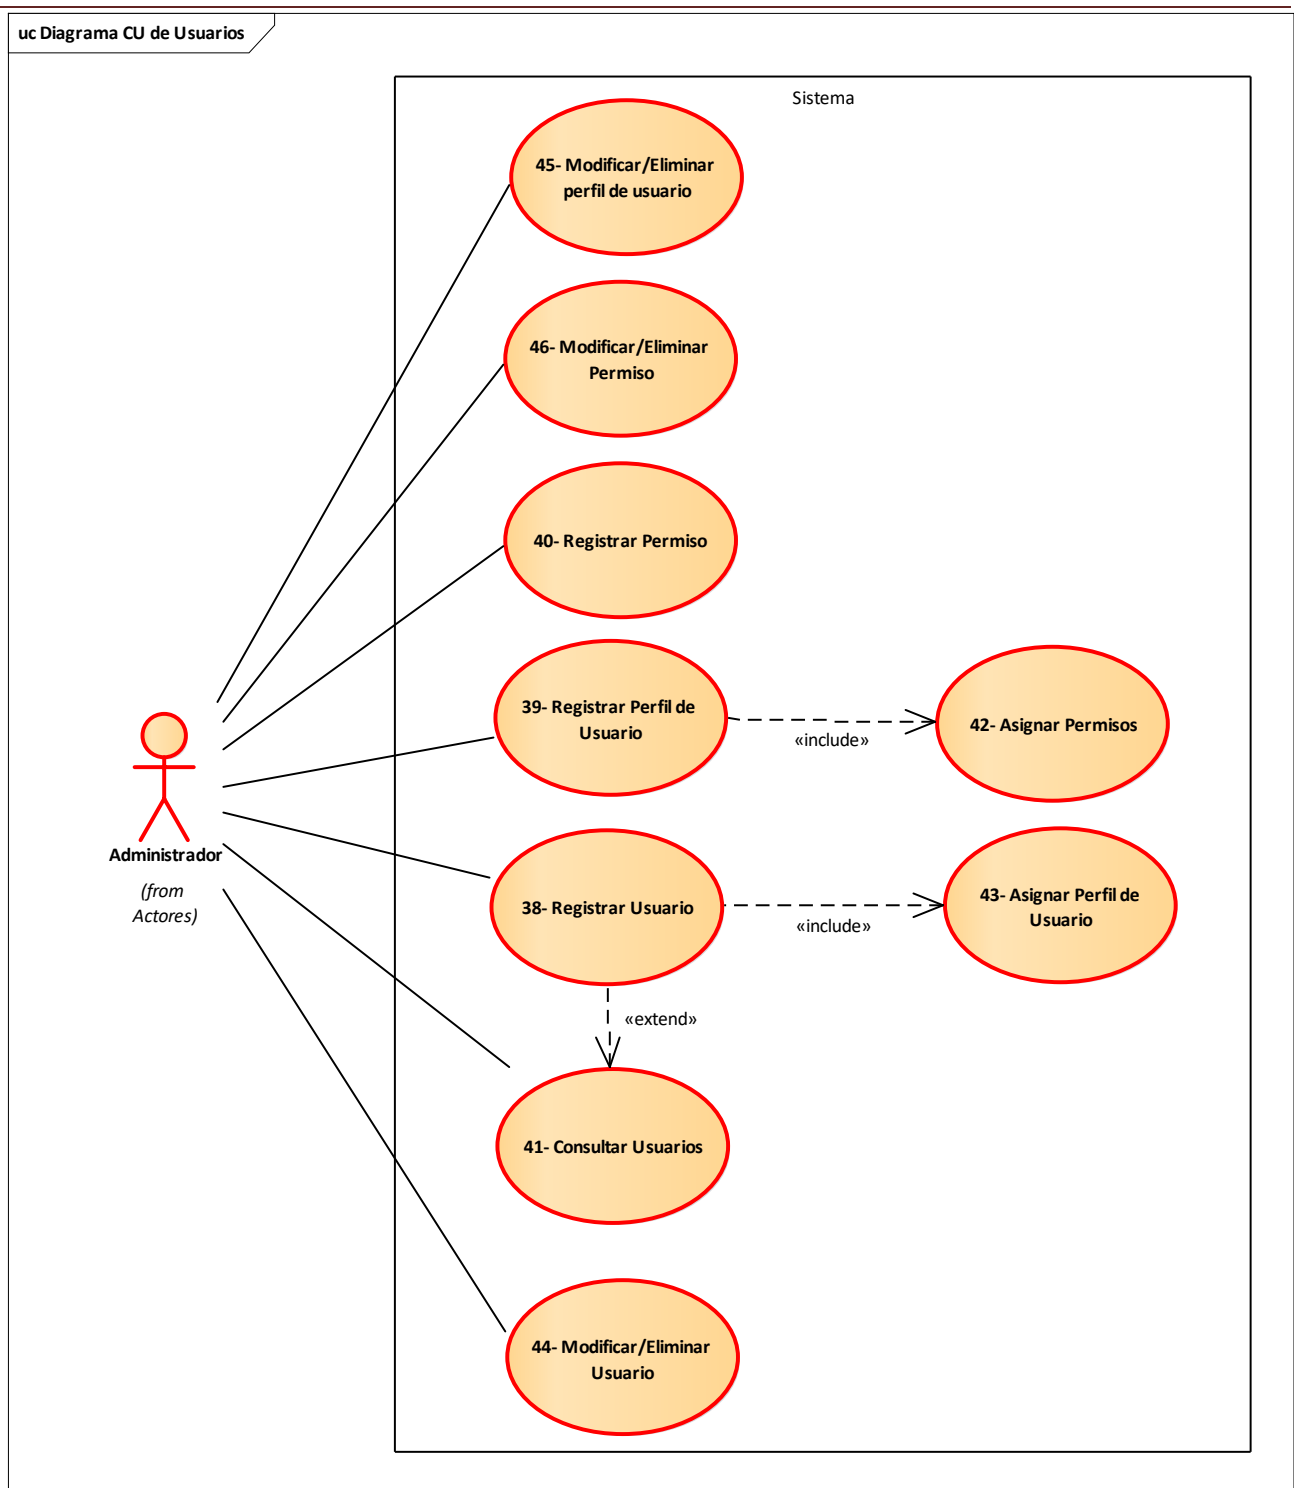 uc Diagrama CU de Usuarios
Sistema
45- Modificar/Eliminar
perfil de usuario
46- Modificar/Eliminar
Permiso
40- Registrar Permiso
39- Registrar Perfil de
Usuario
«include»
42- Asignar Permisos
Administrador
(from
Actores)
38- Registrar Usuario
«include»
43- Asignar Perfil de
Usuario
«extend»
41- Consultar Usuarios
44- Modificar/Eliminar
Usuario